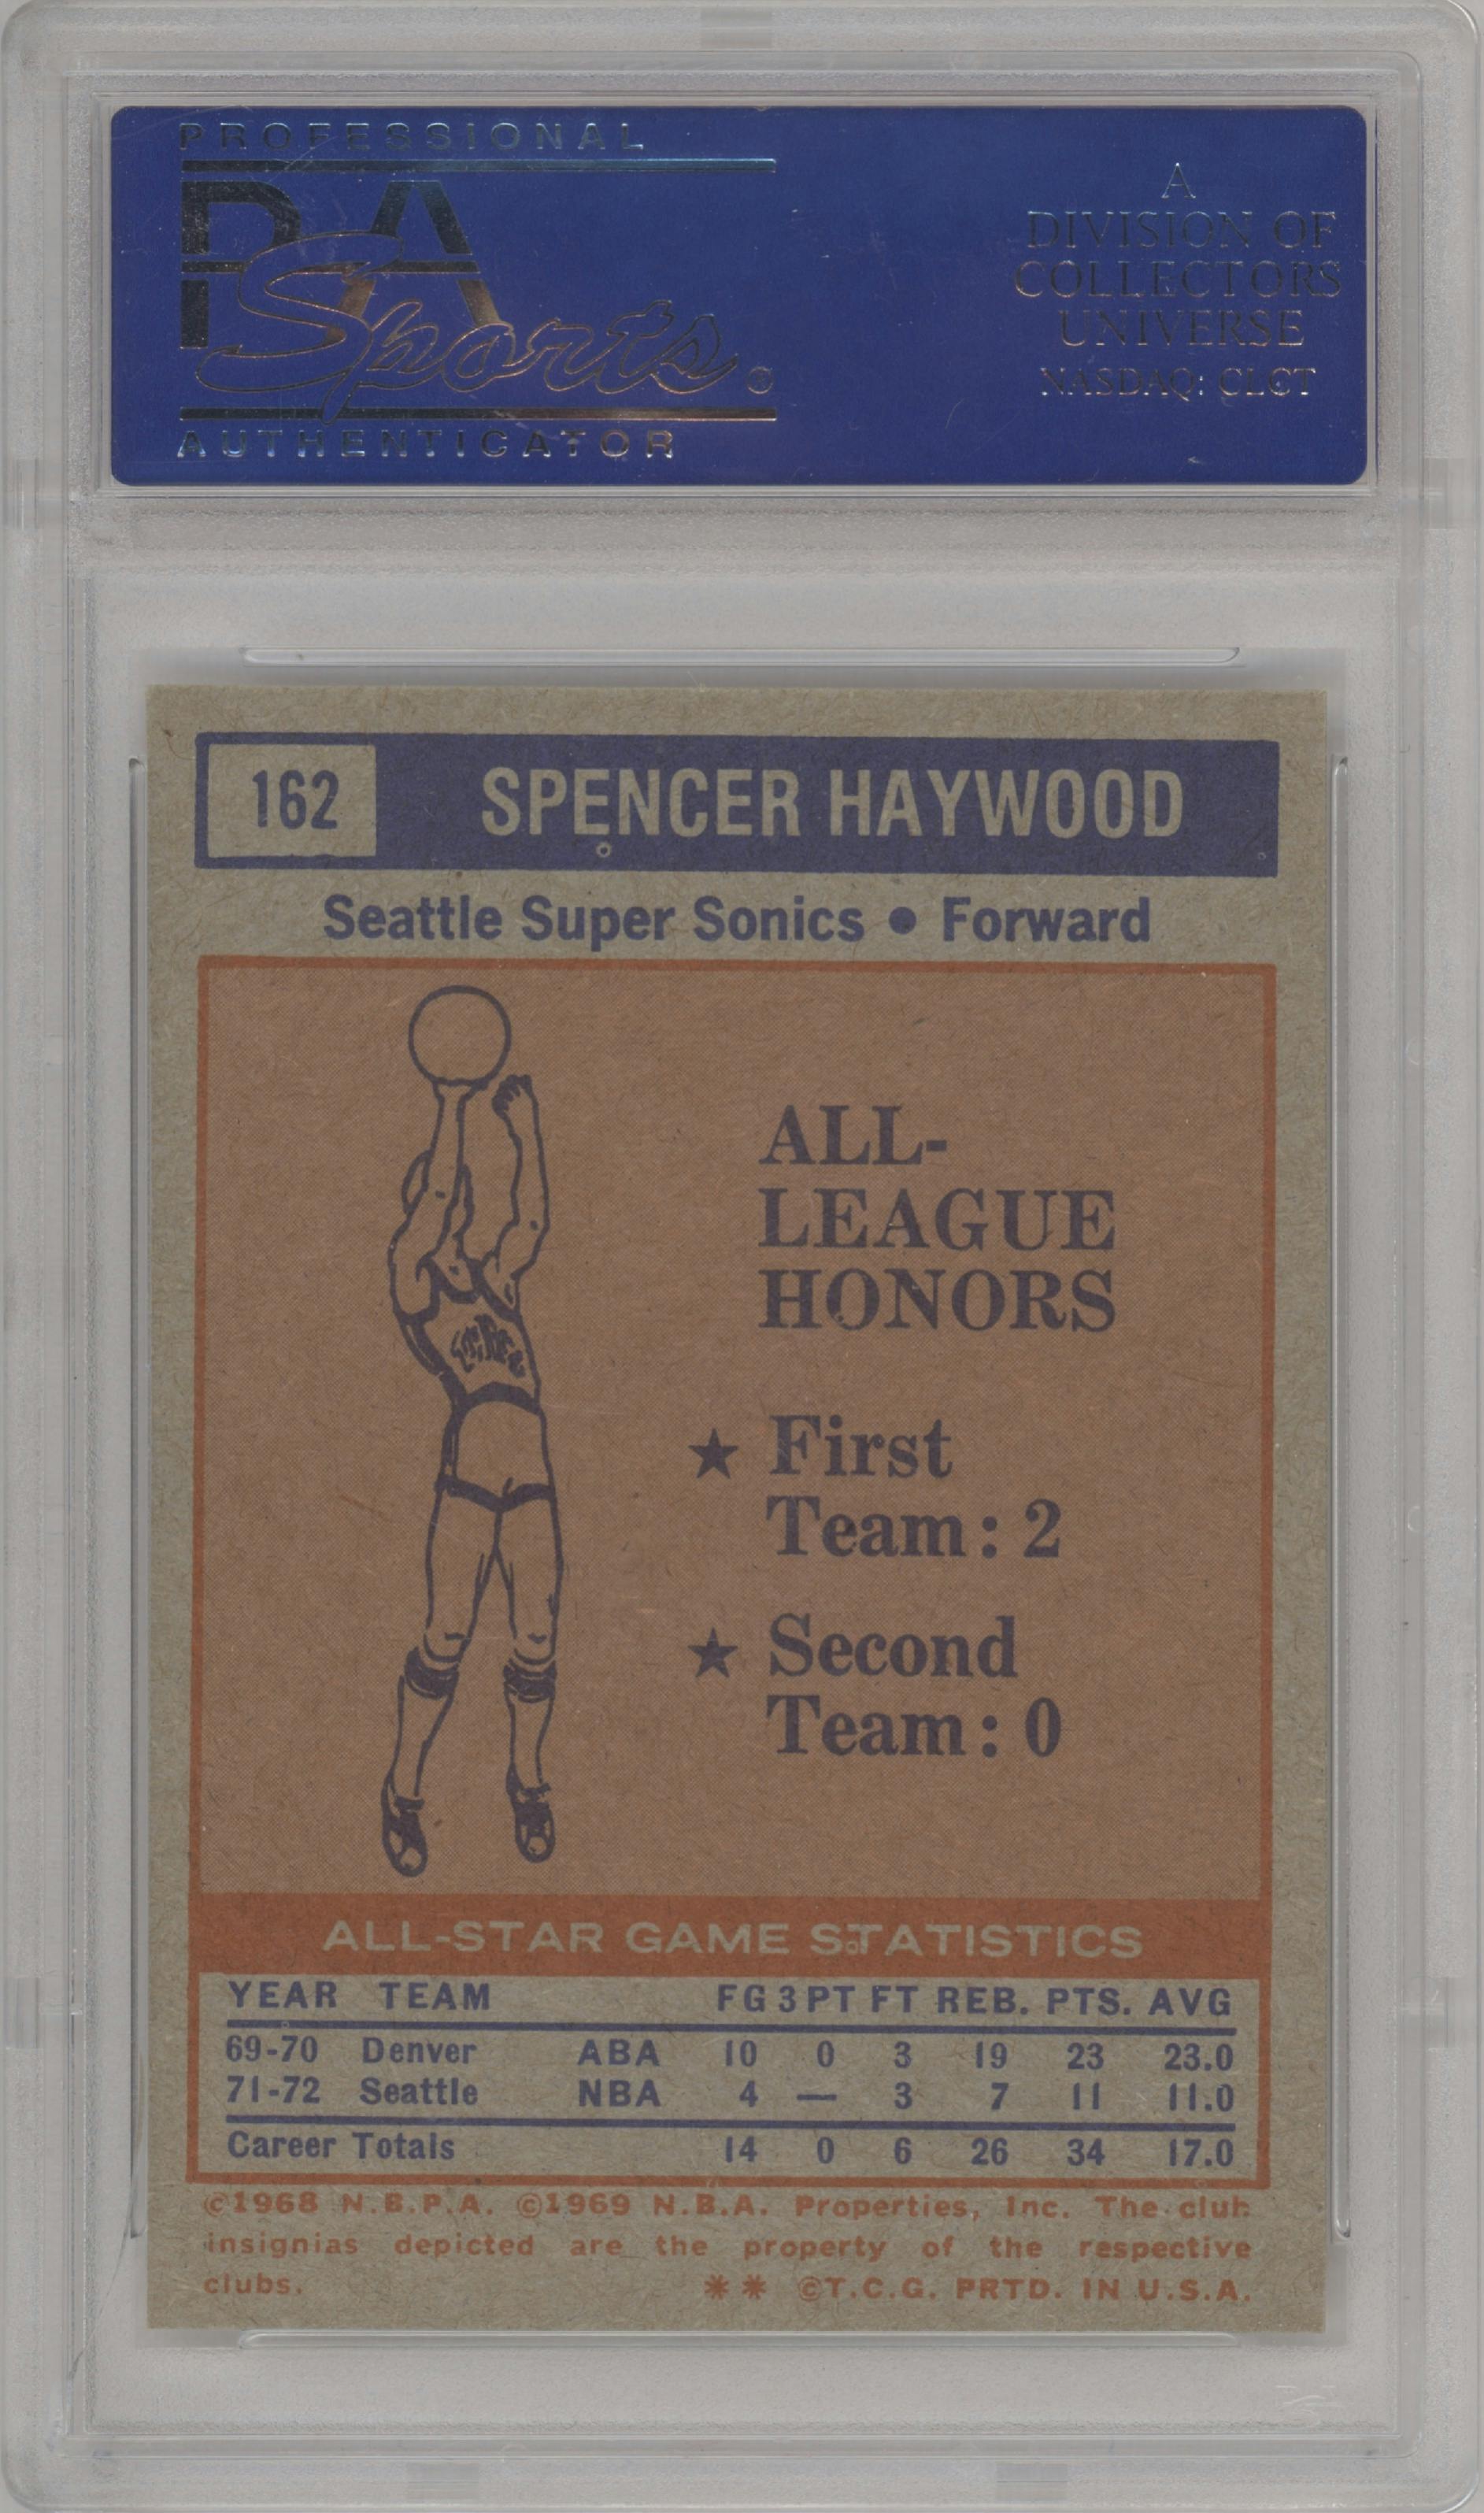 PROFESSIONAL
PSA
Sports®
AUTHENTICATOR
A
DIVISION OF
COLLECTORS
UNIVERSE
NASDAQ: CLCT
162 SPENCER HAYWOOD
Seattle Super Sonics • Forward
ALL-
LEAGUE
HONORS
★ First
Team: 2
★ Second
Team: 0
ALL-STAR GAME STATISTICS
YEAR TEAM FG 3PT FT REB. PTS. AVG
69-70 Denver ABA 10 0 3 19 23 23.0
71-72 Seattle NBA 4 — 3 7 11 11.0
Career Totals 14 0 6 26 34 17.0
©1968 N.B.P.A. ©1969 N.B.A. Properties, Inc. The club
insignias depicted are the property of the respective
clubs. ** ©T.C.G. PRTD. IN U.S.A.